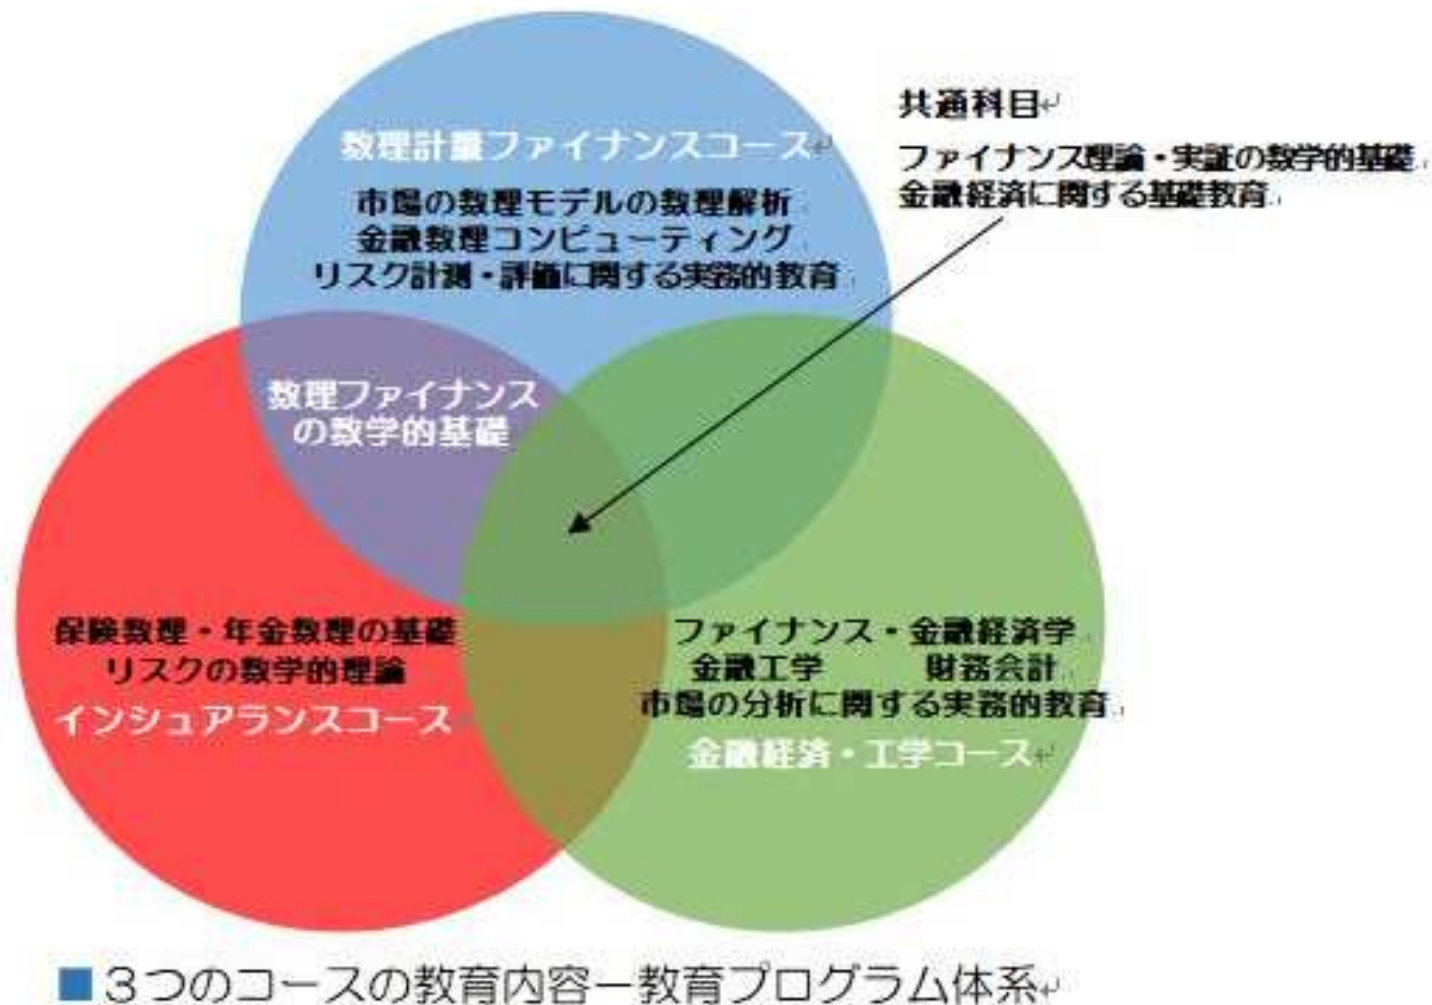 数理計量ファイナンスコース
市場の数理モデルの数理解析
金融数理コンピューティング
リスク計測・評価に関する実務的教育
共通科目
ファイナンス理論・実証の数学的基礎
金融経済に関する基礎教育
数理ファイナンス
の数学的基礎
保険数理・年金数理の基礎
リスクの数学的理論
インシュアランスコース
ファイナンス・金融経済学
金融工学 財務会計
市場の分析に関する実務的教育
金融経済・工学コース
■3つのコースの教育内容ー教育プログラム体系